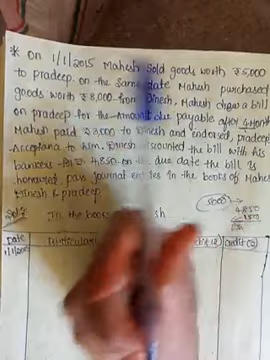 * On 1/1/2015 Mahesh sold goods worth ₹5,000
to pradeep. on the same date Mahesh purchased
goods worth ₹8,000 from Dinesh, Mahesh drew a bill
on pradeep for the amount due payable after 4 Month
Mahesh paid ₹3,000 to Dinesh and endorsed, pradeep
Acceptance to him. Dinesh discounted the bill with his
bankers for ₹ 4,850 on the due date the bill is
honoured, pass journal entries in the books of Mahesh
Dinesh & pradeep
5000
4,850
In the books
Date Particulars credit (₹)
1/1/2015